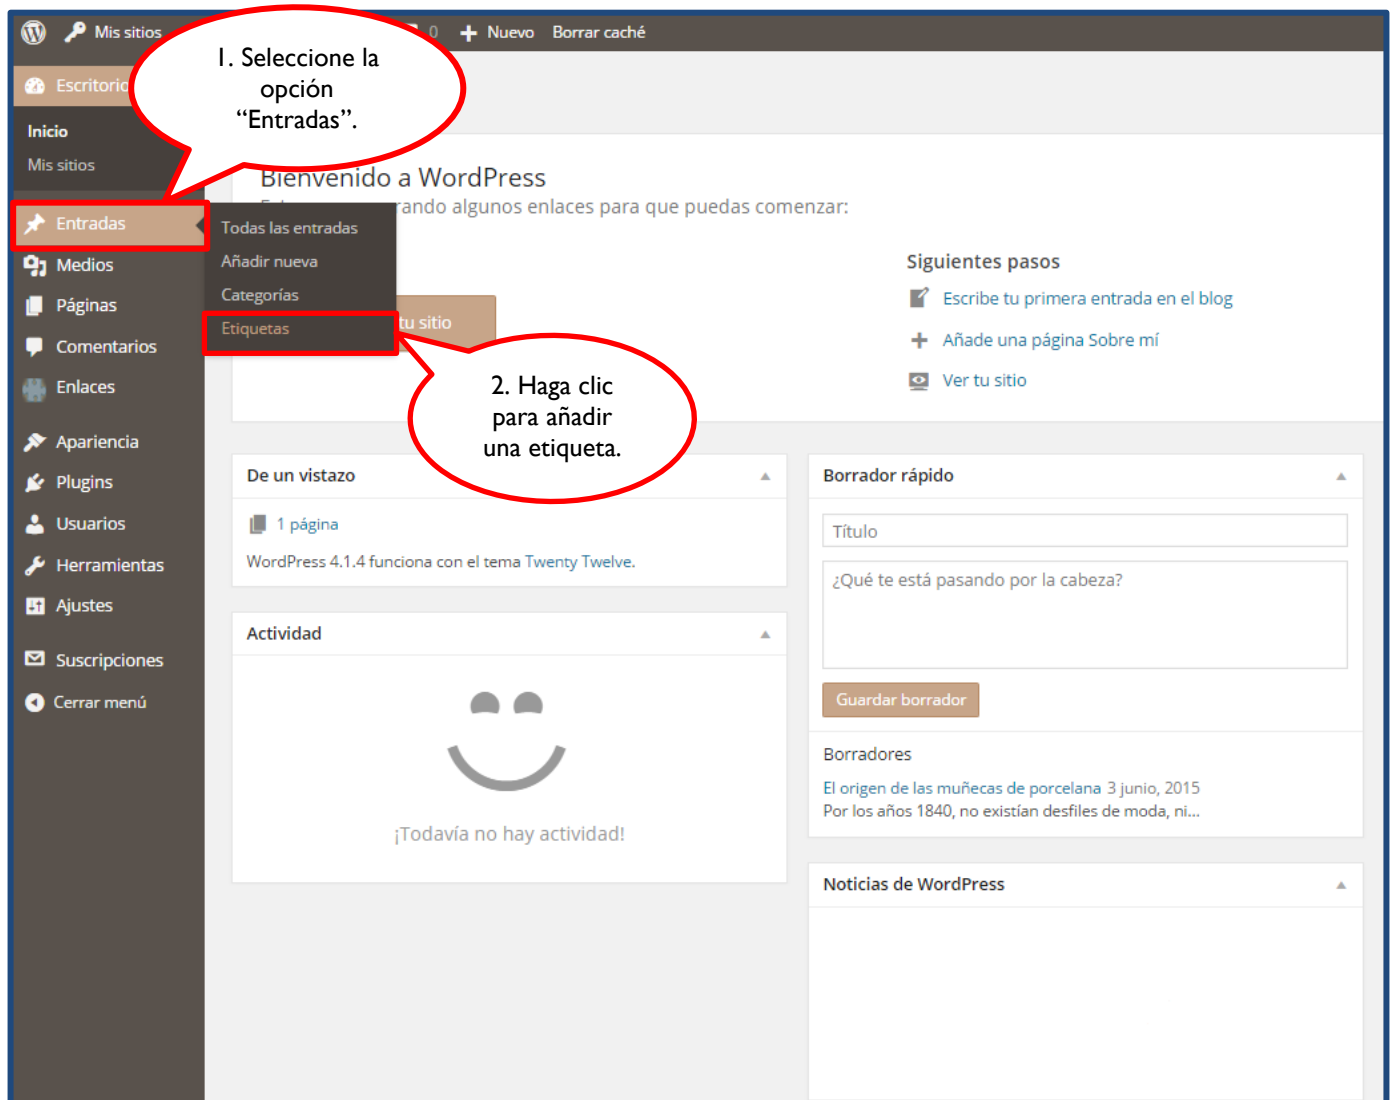 Mis sitios
0
Nuevo
Borrar caché
1. Seleccione la
opción
“Entradas”.
Escritorio
Inicio
Mis sitios
Entradas
Medios
Páginas
Comentarios
Enlaces
Apariencia
Plugins
Usuarios
Herramientas
Ajustes
Suscripciones
Cerrar menú
Todas las entradas
Añadir nueva
Categorías
Etiquetas
2. Haga clic
para añadir
una etiqueta.
Bienvenido a WordPress
algunos enlaces para que puedas comenzar:
tu sitio
Siguientes pasos
Escribe tu primera entrada en el blog
Añade una página Sobre mí
Ver tu sitio
De un vistazo
1 página
WordPress 4.1.4 funciona con el tema Twenty Twelve.
Actividad
¡Todavía no hay actividad!
Borrador rápido
Título
¿Qué te está pasando por la cabeza?
Guardar borrador
Borradores
El origen de las muñecas de porcelana 3 junio, 2015
Por los años 1840, no existían desfiles de moda, ni...
Noticias de WordPress